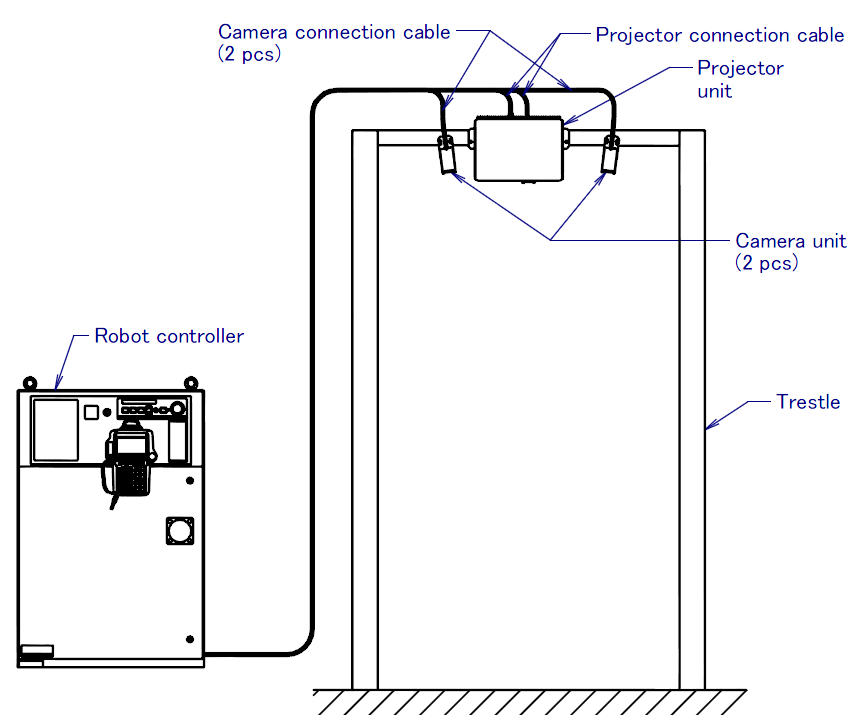 Camera connection cable
(2 pcs)
Projector connection cable
Projector
unit
Camera unit
(2 pcs)
Robot controller
Trestle